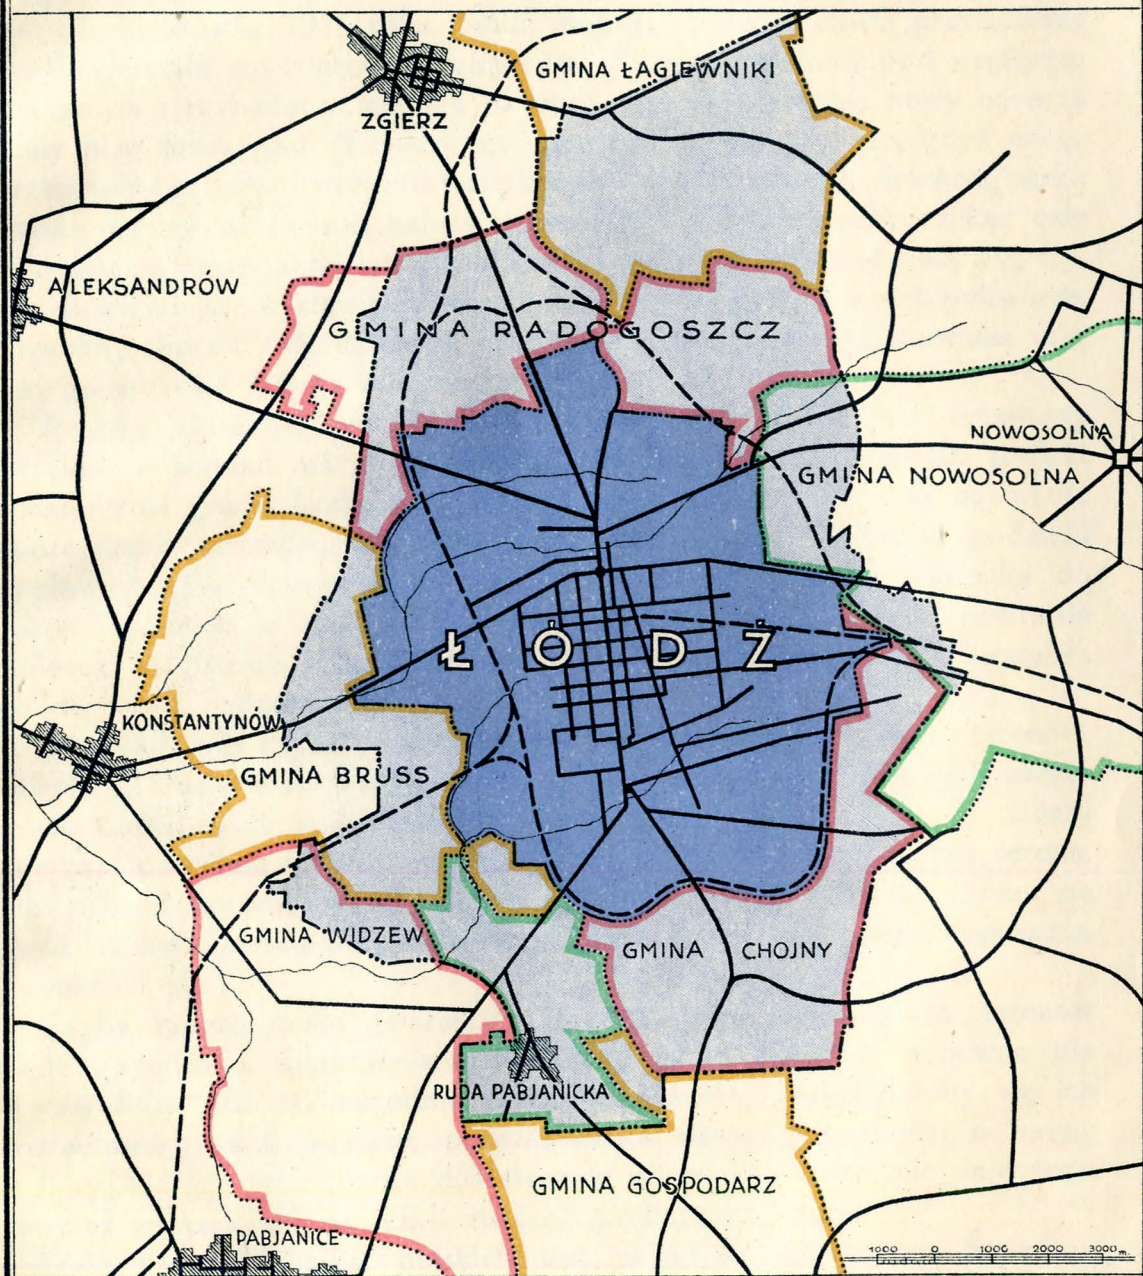 GMINA ŁAGIEWNIKI
ZGIERZ
ALEKSANDRÓW
GMINA RADOGOSZCZ
NOWOSOLNA
GMINA NOWOSOLNA
ŁÓDŹ
KONSTANTYNÓW
GMINA BRUSS
GMINA WIDZEW
GMINA CHOJNY
RUDA PABJANICKA
GMINA GOSPODARZ
PABJANICE
1000 0 1000 2000 3000 m.